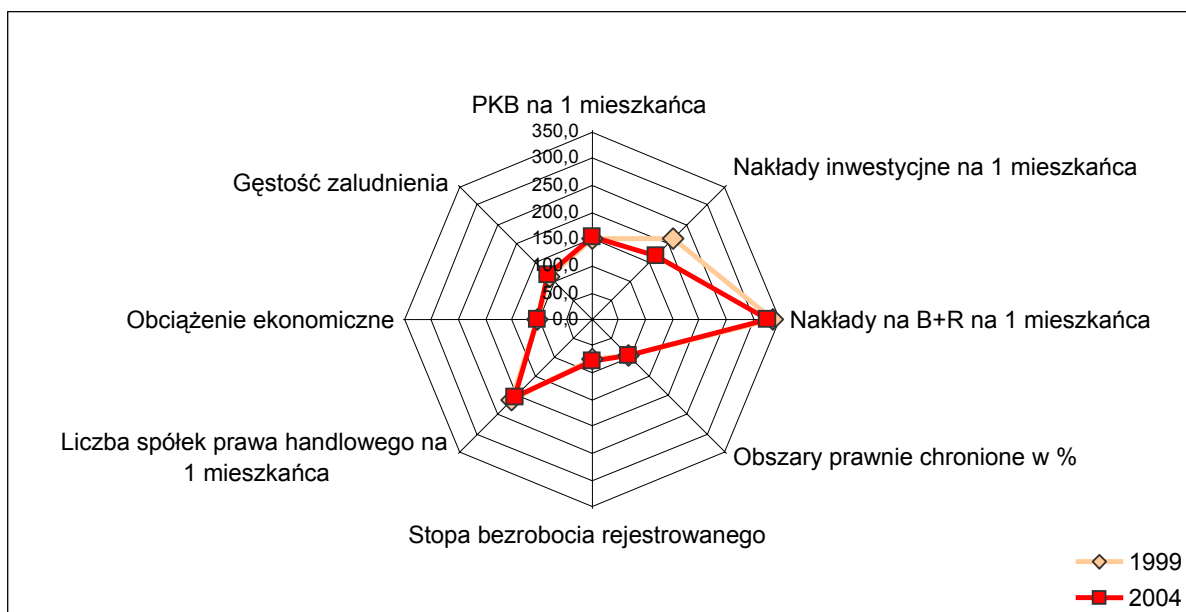 PKB na 1 mieszkańca
350,0
300,0
250,0
200,0
150,0
100,0
50,0
0,0
Nakłady inwestycyjne na 1 mieszkańca
Gęstość zaludnienia
Obciążenie ekonomiczne
Nakłady na B+R na 1 mieszkańca
Liczba spółek prawa handlowego na
1 mieszkańca
Obszary prawnie chronione w %
Stopa bezrobocia rejestrowanego
1999
2004